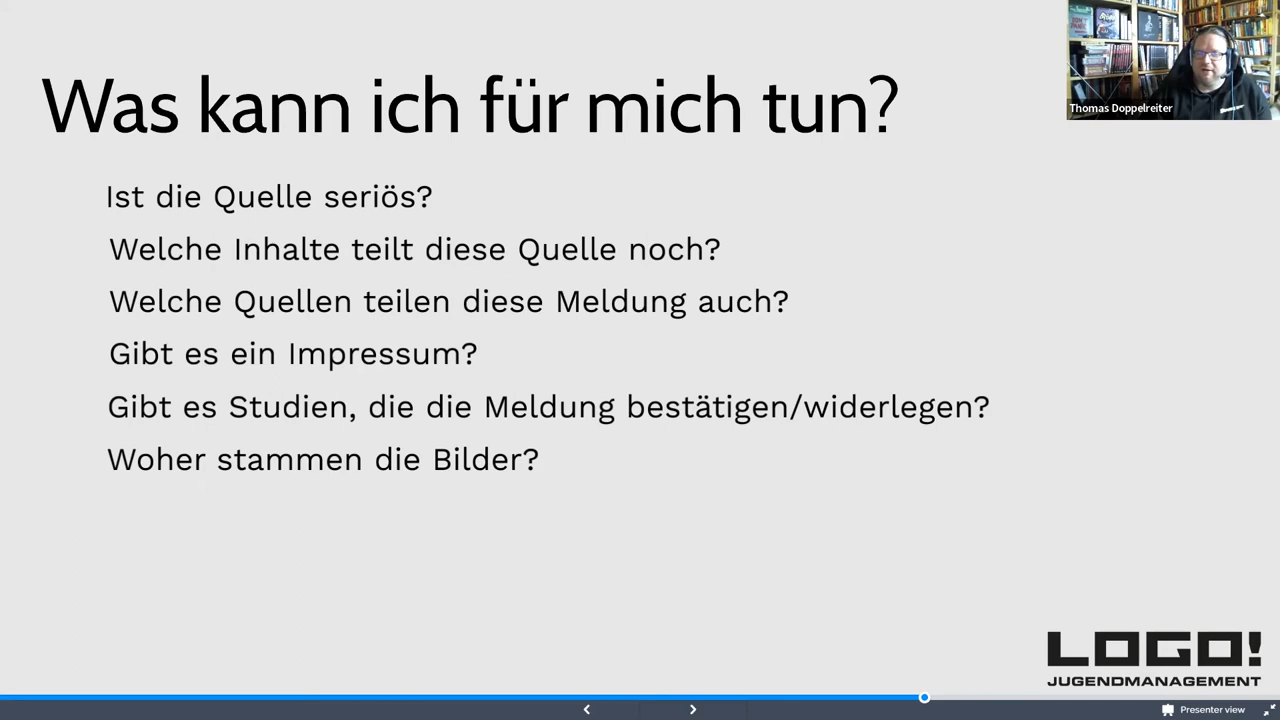 Was kann ich für mich tun?
Thomas Doppelreiter
Ist die Quelle seriös?
Welche Inhalte teilt diese Quelle noch?
Welche Quellen teilen diese Meldung auch?
Gibt es ein Impressum?
Gibt es Studien, die die Meldung bestätigen/widerlegen?
Woher stammen die Bilder?
LOGO!
JUGENDMANAGEMENT
Presenter view